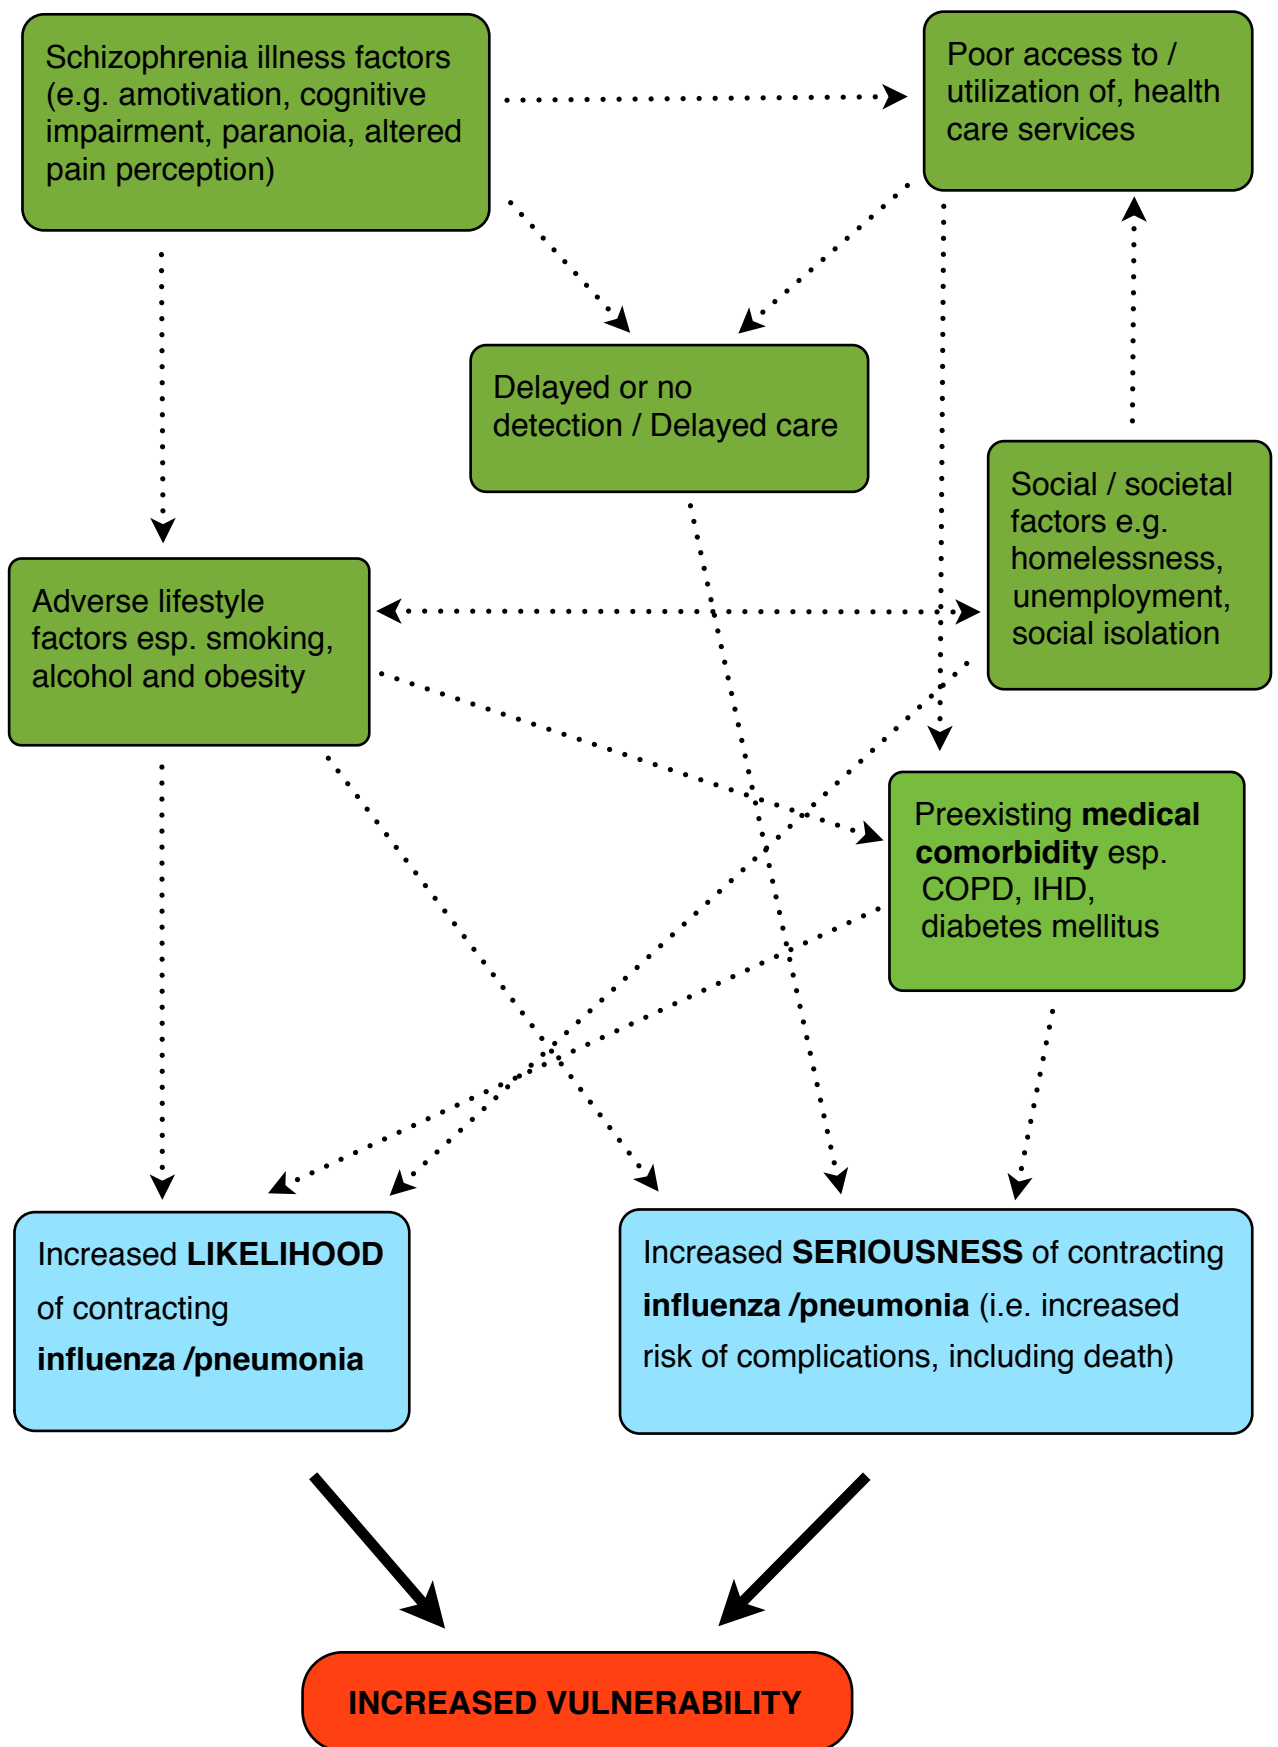 Schizophrenia illness factors
(e.g. amotivation, cognitive
impairment, paranoia, altered
pain perception)
Poor access to /
utilization of, health
care services
Delayed or no
detection / Delayed care
Social / societal
factors e.g.
homelessness,
unemployment,
social isolation
Adverse lifestyle
factors esp. smoking,
alcohol and obesity
Preexisting medical
comorbidity esp.
COPD, IHD,
diabetes mellitus
Increased LIKELIHOOD
of contracting
influenza /pneumonia
Increased SERIOUSNESS of contracting
influenza /pneumonia (i.e. increased
risk of complications, including death)
INCREASED VULNERABILITY